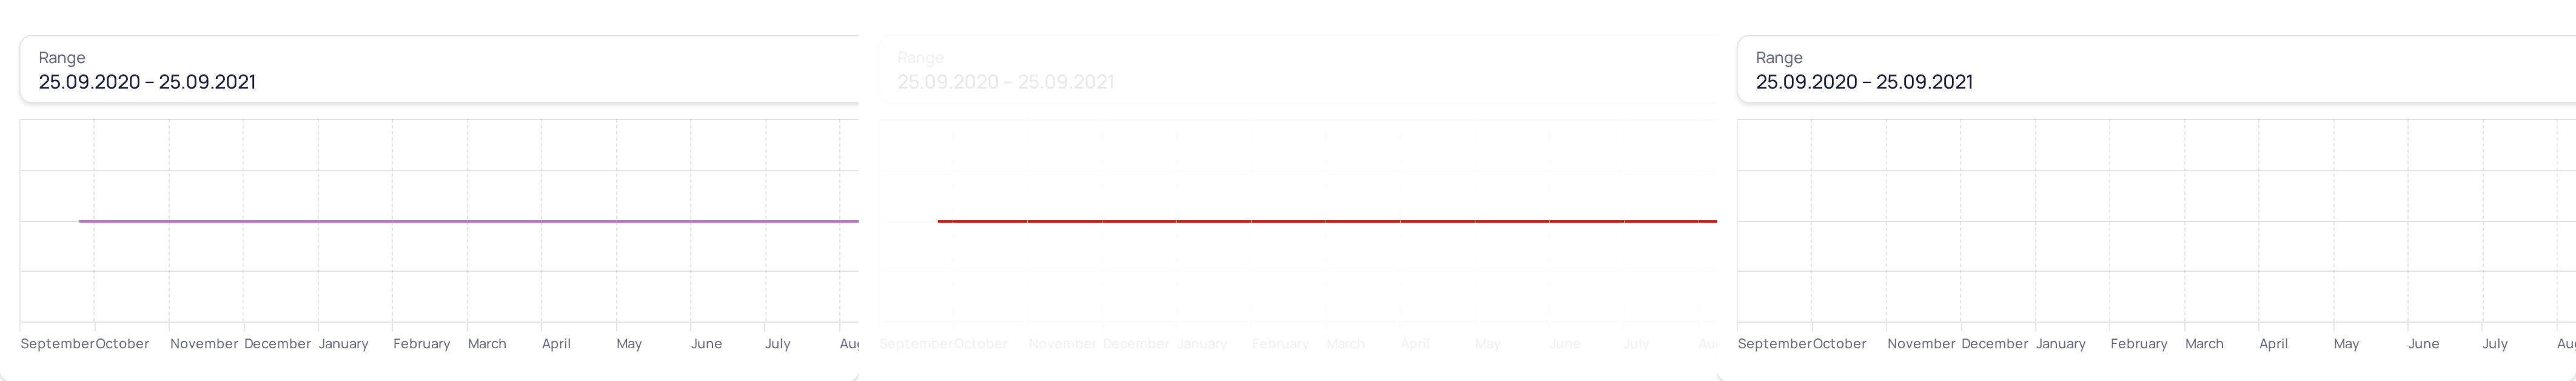 Range
25.09.2020 – 25.09.2021
September October November December January February March April May June July Aug
Range
25.09.2020 – 25.09.2021
September October November December January February March April May June July Au
Range
25.09.2020 – 25.09.2021
September October November December January February March April May June July Au